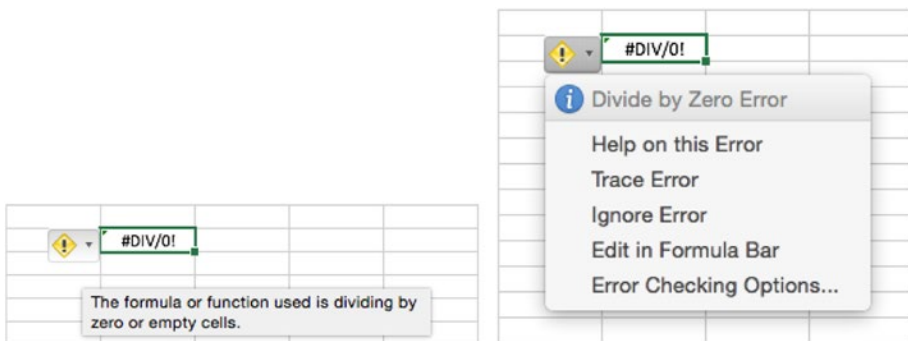 #DIV/0!
The formula or function used is dividing by
zero or empty cells.
#DIV/0!
Divide by Zero Error
Help on this Error
Trace Error
Ignore Error
Edit in Formula Bar
Error Checking Options...